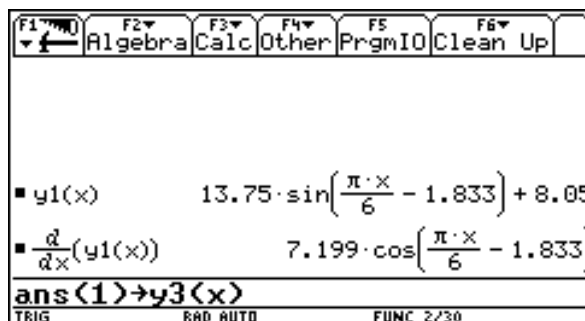 F1 F2 Algebra F3 Calc F4 Other F5 PrgmIO F6 Clean Up
y1(x) 13.75·sin(π·x/6 - 1.833) + 8.05
d/dx(y1(x)) 7.199·cos(π·x/6 - 1.833
ans(1)→y3(x)
TRIG RAD AUTO FUNC 2/30